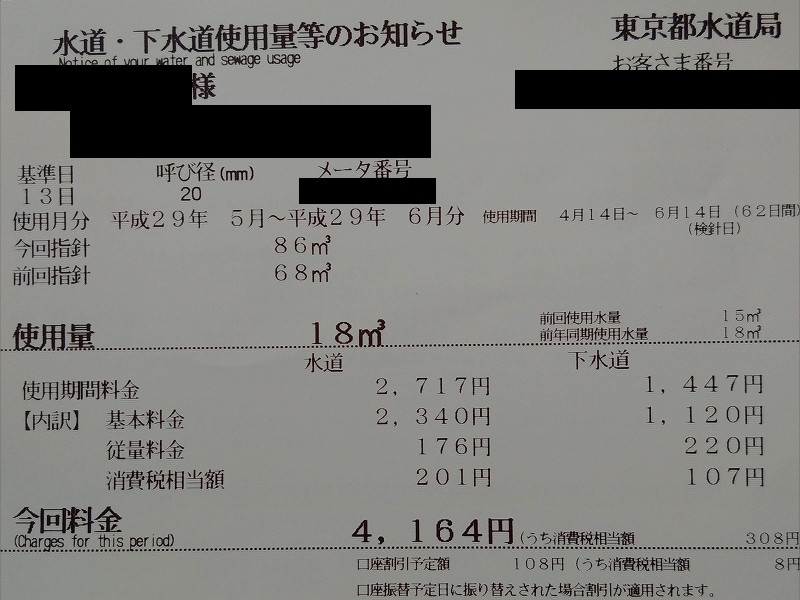 水道・下水道使用量等のお知らせ 東京都水道局
Notice of your water and sewage usage お客さま番号
様
基準日 呼び径(mm) メータ番号
13日 20
使用月分 平成29年 5月～平成29年 6月分 使用期間 4月14日～ 6月14日 (62日間)
(検針日)
今回指針 86㎥
前回指針 68㎥
前回使用水量 15㎥
使用量 18㎥ 前年同期使用水量 18㎥
水道 下水道
使用期間料金 2,717円 1,447円
【内訳】 基本料金 2,340円 1,120円
従量料金 176円 220円
消費税相当額 201円 107円
今回料金 4,164円 (うち消費税相当額 308円
(Charges for this period)
口座割引予定額 108円 (うち消費税相当額 8円
口座振替予定日に振り替えされた場合割引が適用されます。